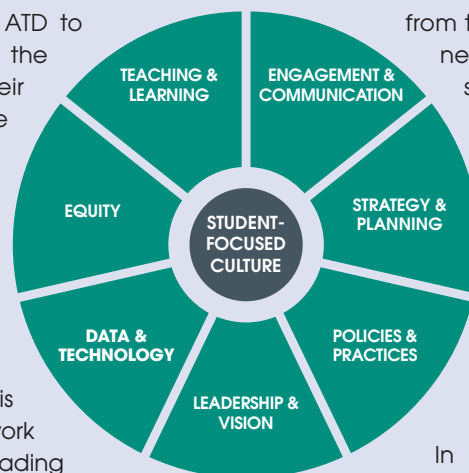 ATD to
the
eir
e
is
work
ading
from t
ne
s
In
TEACHING &
LEARNING
ENGAGEMENT &
COMMUNICATION
EQUITY
STRATEGY &
PLANNING
STUDENT-
FOCUSED
CULTURE
DATA &
TECHNOLOGY
POLICIES &
PRACTICES
LEADERSHIP &
VISION